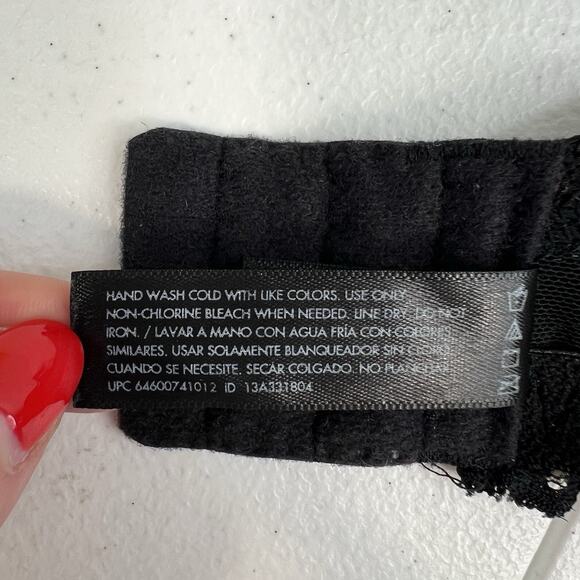 HAND WASH COLD WITH LIKE COLORS. USE ONLY
NON-CHLORINE BLEACH WHEN NEEDED. LINE DRY. DO NOT
IRON. / LAVAR A MANO CON AGUA FRÍA CON COLORES
SIMILARES. USAR SOLAMENTE BLANQUEADOR SIN CLORO
CUANDO SE NECESITE. SECAR COLGADO. NO PLANCHAR.
UPC 64600741012 iD 13A331804